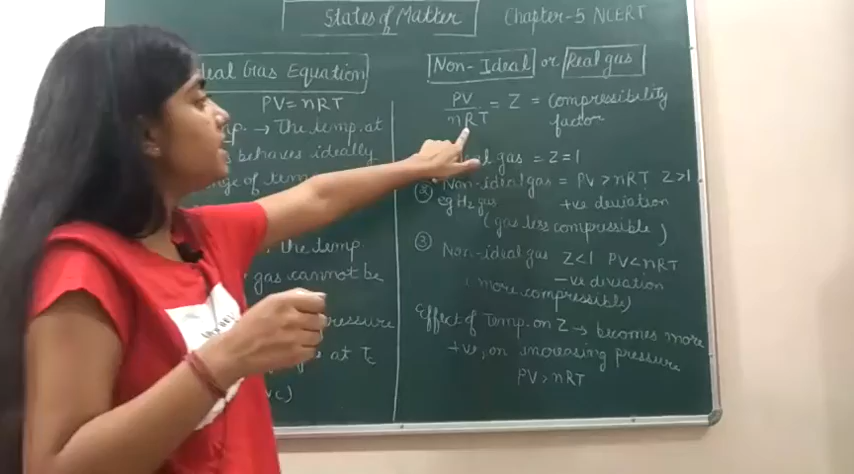 States of Matter
Chapter-5 NCERT
Ideal Gas Equation
PV = nRT
→ The temp. at
behaves ideally
range of temp.
temp
gas cannot be
pressure
at Tc
Non-Ideal or Real gas
PV/nRT = Z = compressibility factor
gas = Z=1
② Non-ideal gas = PV > nRT Z>1
eg H₂ gas +ve deviation
(gas less compressible)
③ Non-ideal gas Z<1 PV<nRT
-ve deviation
(more compressible)
Effect of Temp. on Z → becomes more
+ve, on increasing pressure
PV > nRT